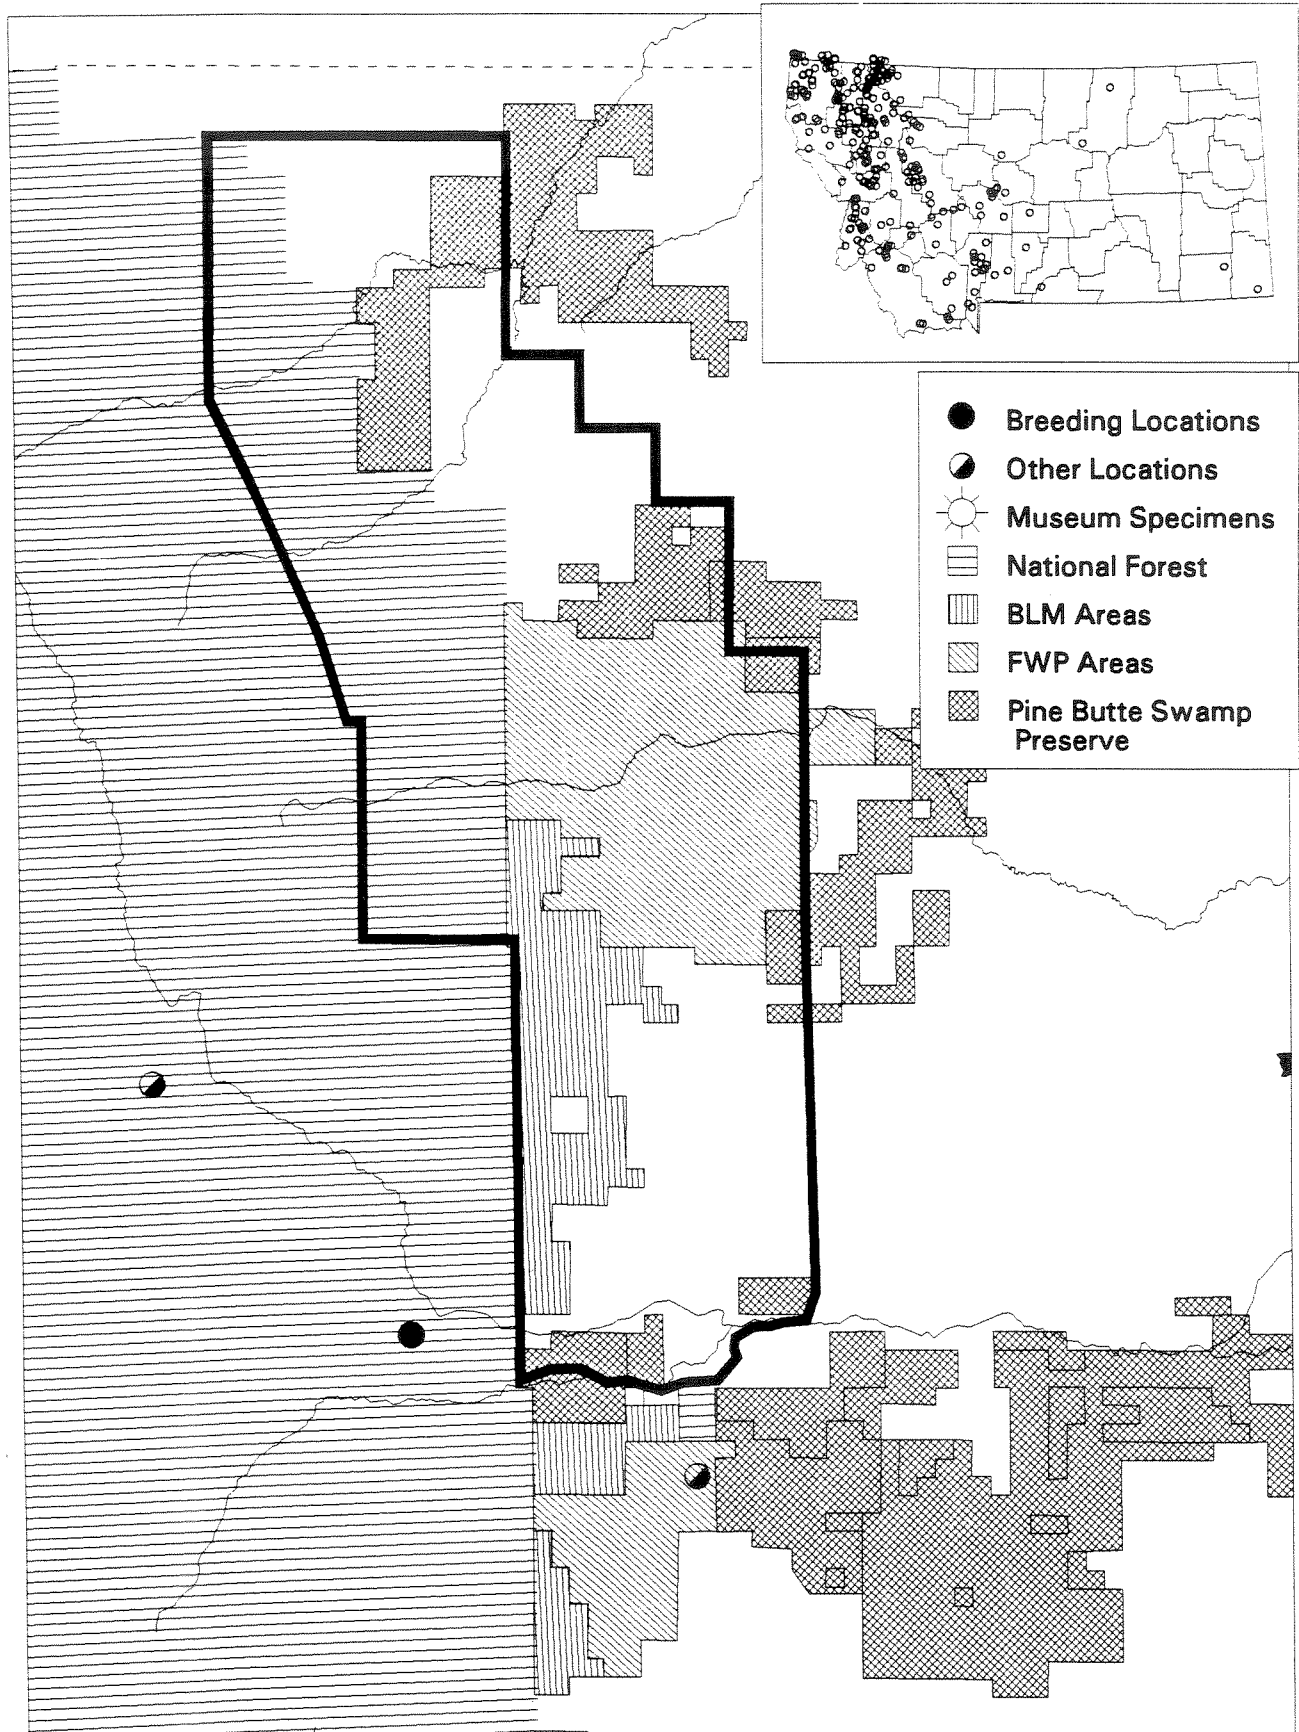 Breeding Locations
Other Locations
Museum Specimens
National Forest
BLM Areas
FWP Areas
Pine Butte Swamp
Preserve